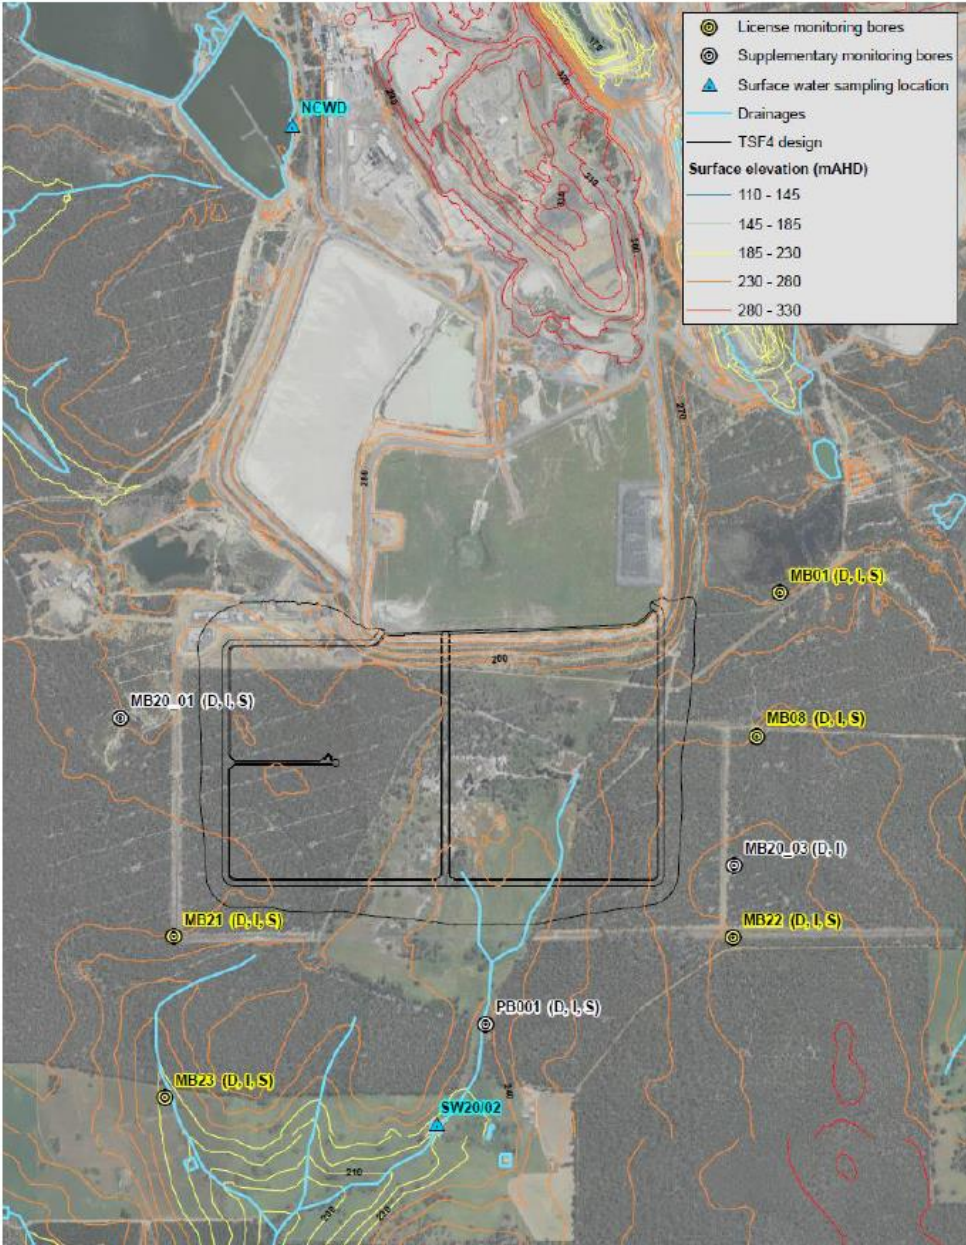 License monitoring bores
Supplementary monitoring bores
Surface water sampling location
Drainages
TSF4 design
Surface elevation (mAHD)
110 - 145
145 - 185
185 - 230
230 - 280
280 - 330
NCWD
310
270
MB01 (D, I, S)
MB20_01 (D, I, S)
MB08 (D, I, S)
MB20_03 (D, I)
MB21 (D, I, S)
MB22 (D, I, S)
PB001 (D, I, S)
MB23 (D, I, S)
SW20/02
240
210